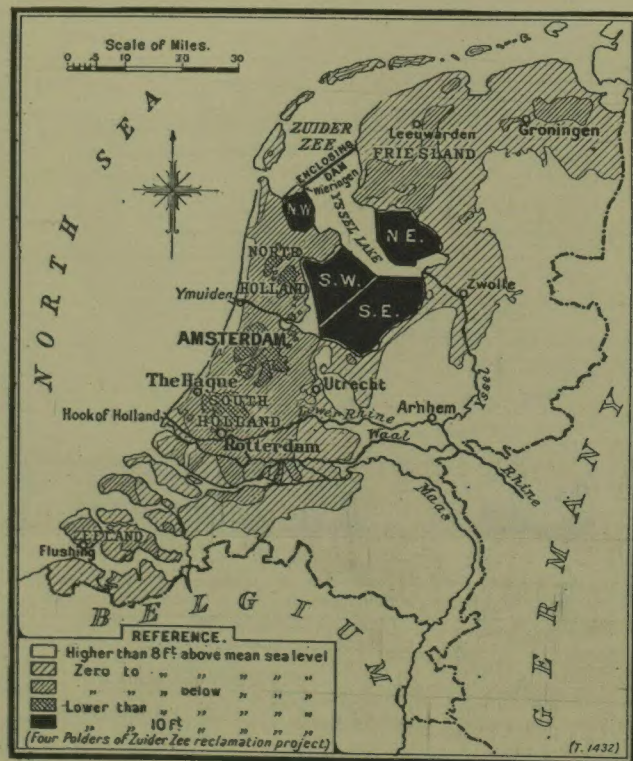 Scale of Miles.
0 5 10 20 30
NORTH SEA
ZUIDER
ZEE
Leeuwarden
Groningen
FRIESLAND
ENCLOSING
DAM
Wieringen
YSSEL LAKE
N.W.
N E.
NORTH
HOLLAND
S.W.
S.E.
Zwolle
Ymuiden
AMSTERDAM
The Hague
Utrecht
Yssel
SOUTH
HOLLAND
Lower Rhine
Arnhem
Hook of Holland
Rotterdam
Waal
Rhine
Maas
GERMANY
ZEELAND
Flushing
BELGIUM
REFERENCE.
Higher than 8 Ft. above mean sea level
Zero to " " " " "
" " " below " " "
Lower than " " " " "
" " 10 Ft " " " "
(Four Polders of Zuider Zee reclamation project)
(T. 1432)